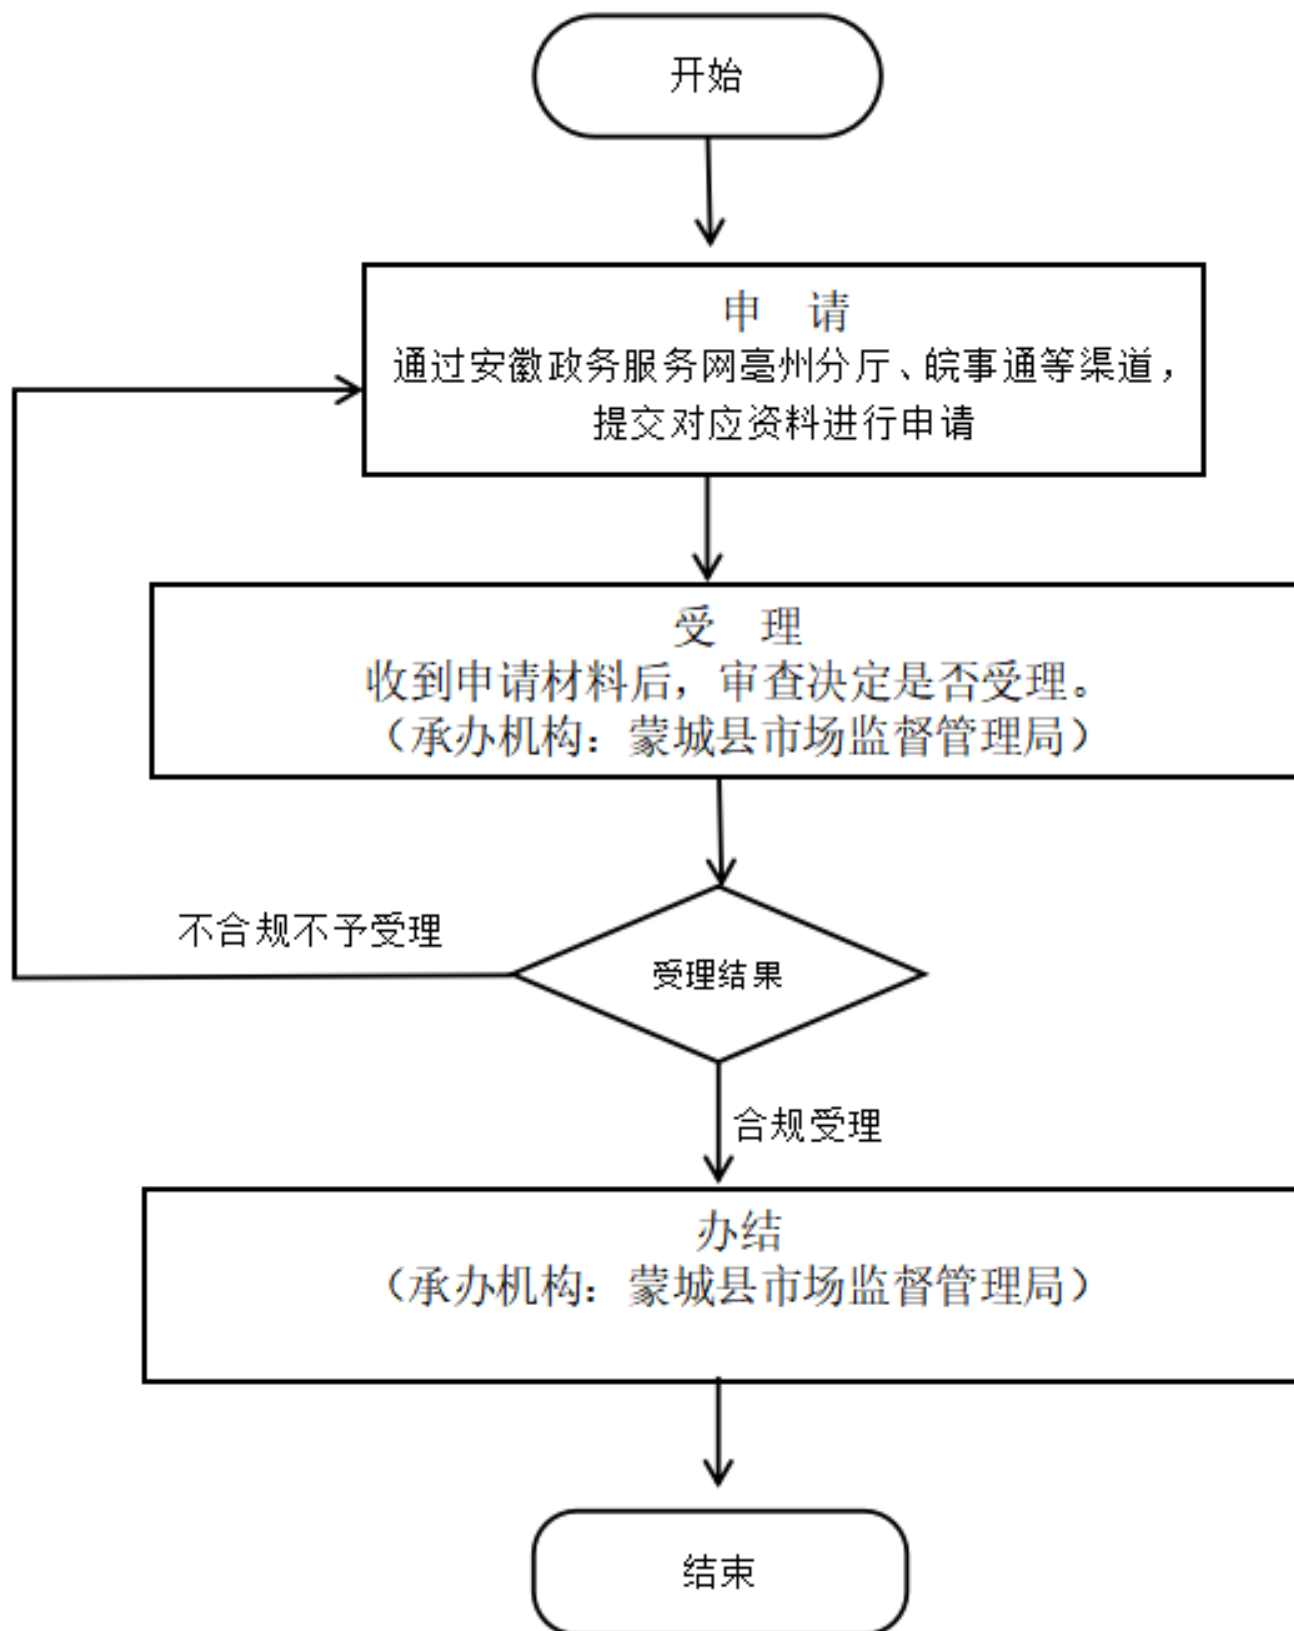 开始
申 请
通过安徽政务服务网亳州分厅、皖事通等渠道，
提交对应资料进行申请
受 理
收到申请材料后，审查决定是否受理。
（承办机构：蒙城县市场监督管理局）
不合规不予受理
受理结果
合规受理
办结
（承办机构：蒙城县市场监督管理局）
结束